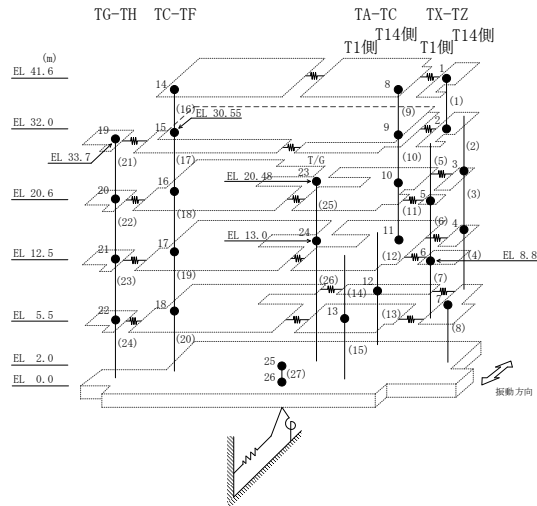 TG-TH TC-TF TA-TC TX-TZ
T1側 T14側 T1側 T14側
(m)
EL 41.6
14 8 1
(16) (9) (1)
EL 30.55
EL 32.0
19 15 9 2
(2)
EL 33.7
(21) (17) (10)
T/G
23
EL 20.48
(5) 3
16 10
EL 20.6
20 5 (3)
(22) (18) (25) (11)
24
EL 13.0
4
11 (6)
17
EL 12.5
21 (12) 6 (4) EL 8.8
(23) (19)
(26) 12 (14) (7)
EL 5.5
22 18 13 (13) 7
(24) (20) (15) (8)
EL 2.0
25
EL 0.0
26 (27)
振動方向